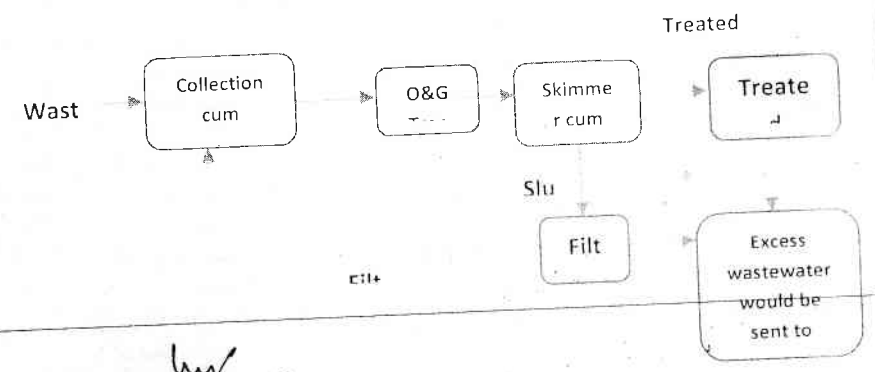 Treated
Wast
Collection
cum
O&G
Skimme
r cum
Treate
Slu
Filt
Excess
wastewater
would be
sent to